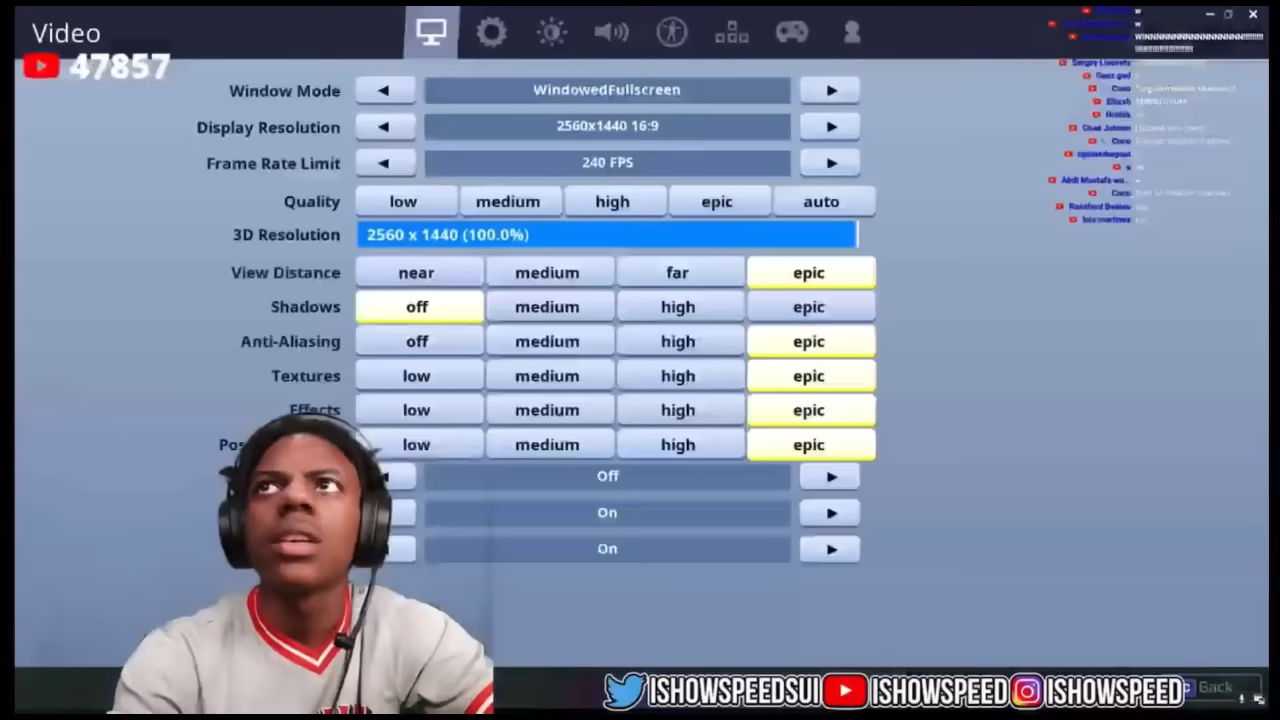 Video
47857
Window Mode ◄ WindowedFullscreen ►
Display Resolution ◄ 2560x1440 16:9 ►
Frame Rate Limit ◄ 240 FPS ►
Quality low medium high epic auto
3D Resolution 2560 x 1440 (100.0%)
View Distance near medium far epic
Shadows off medium high epic
Anti-Aliasing off medium high epic
Textures low medium high epic
Effects low medium high epic
Pos low medium high epic
Off ►
On ►
On ►
ISHOWSPEEDSUI ISHOWSPEED ISHOWSPEED
Back